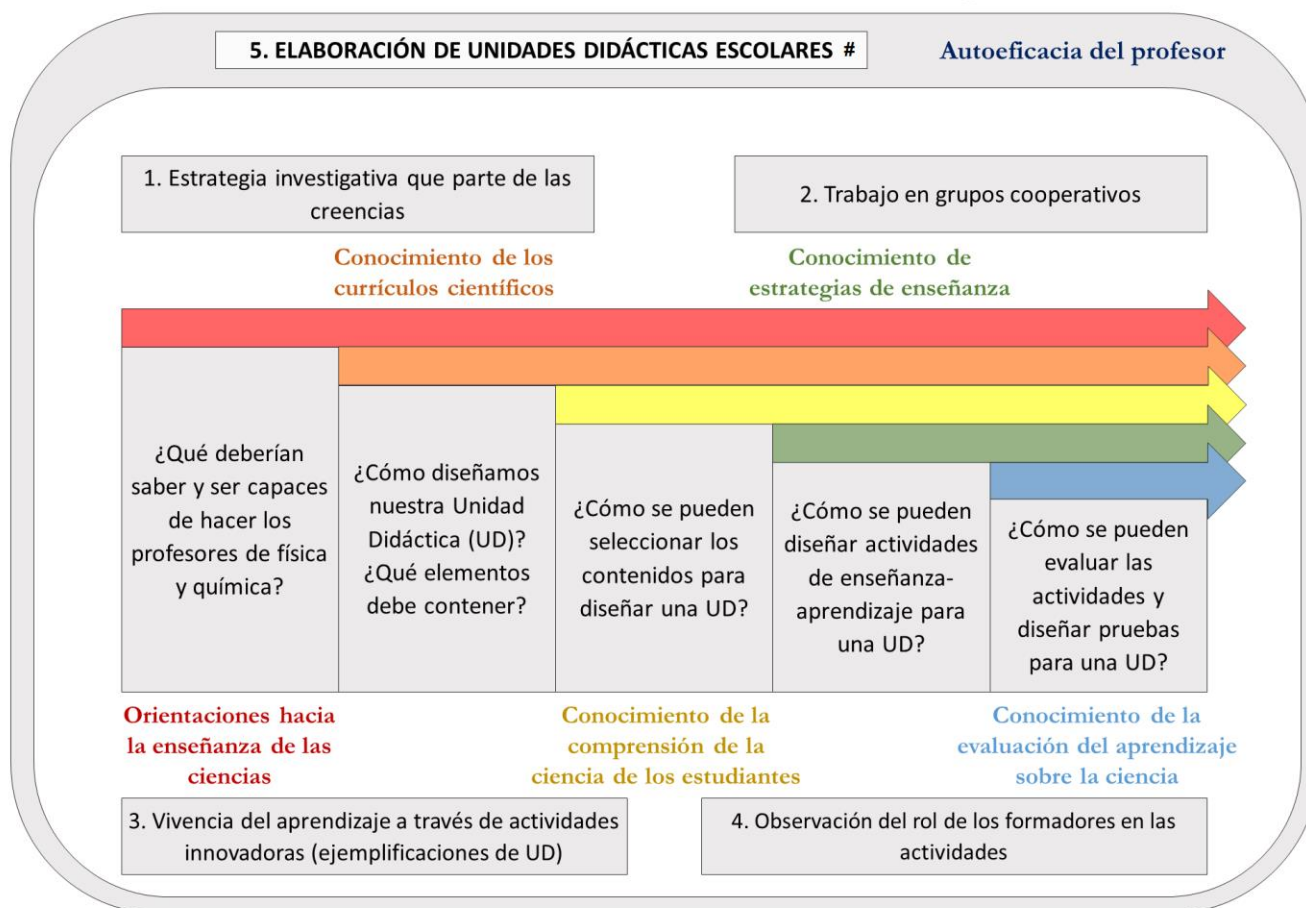 5. ELABORACIÓN DE UNIDADES DIDÁCTICAS ESCOLARES #
Autoeficacia del profesor
1. Estrategia investigativa que parte de las
creencias
2. Trabajo en grupos cooperativos
Conocimiento de los
currículos científicos
Conocimiento de
estrategias de enseñanza
¿Qué deberían
saber y ser capaces
de hacer los
profesores de física
y química?
¿Cómo diseñamos
nuestra Unidad
Didáctica (UD)?
¿Qué elementos
debe contener?
¿Cómo se pueden
seleccionar los
contenidos para
diseñar una UD?
¿Cómo se pueden
diseñar actividades
de enseñanza-
aprendizaje para
una UD?
¿Cómo se pueden
evaluar las
actividades y
diseñar pruebas
para una UD?
Orientaciones hacia
la enseñanza de las
ciencias
Conocimiento de la
comprensión de la
ciencia de los estudiantes
Conocimiento de la
evaluación del aprendizaje
sobre la ciencia
3. Vivencia del aprendizaje a través de actividades
innovadoras (ejemplificaciones de UD)
4. Observación del rol de los formadores en las
actividades